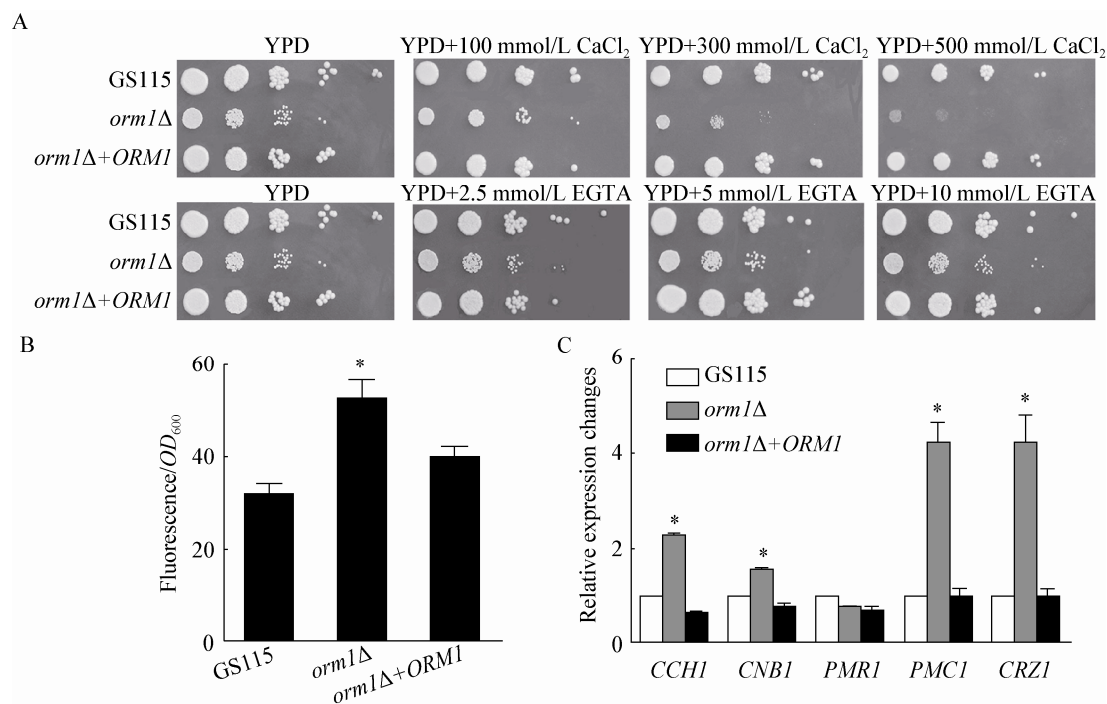 A
YPD YPD+100 mmol/L CaCl2 YPD+300 mmol/L CaCl2 YPD+500 mmol/L CaCl2
GS115
orm1Δ
orm1Δ+ORM1
YPD YPD+2.5 mmol/L EGTA YPD+5 mmol/L EGTA YPD+10 mmol/L EGTA
GS115
orm1Δ
orm1Δ+ORM1
B
Fluorescence/OD600
60
40
20
0
*
GS115 orm1Δ orm1Δ+ORM1
C
Relative expression changes
6
4
2
0
GS115
orm1Δ
orm1Δ+ORM1
* * * *
CCH1 CNB1 PMR1 PMC1 CRZ1